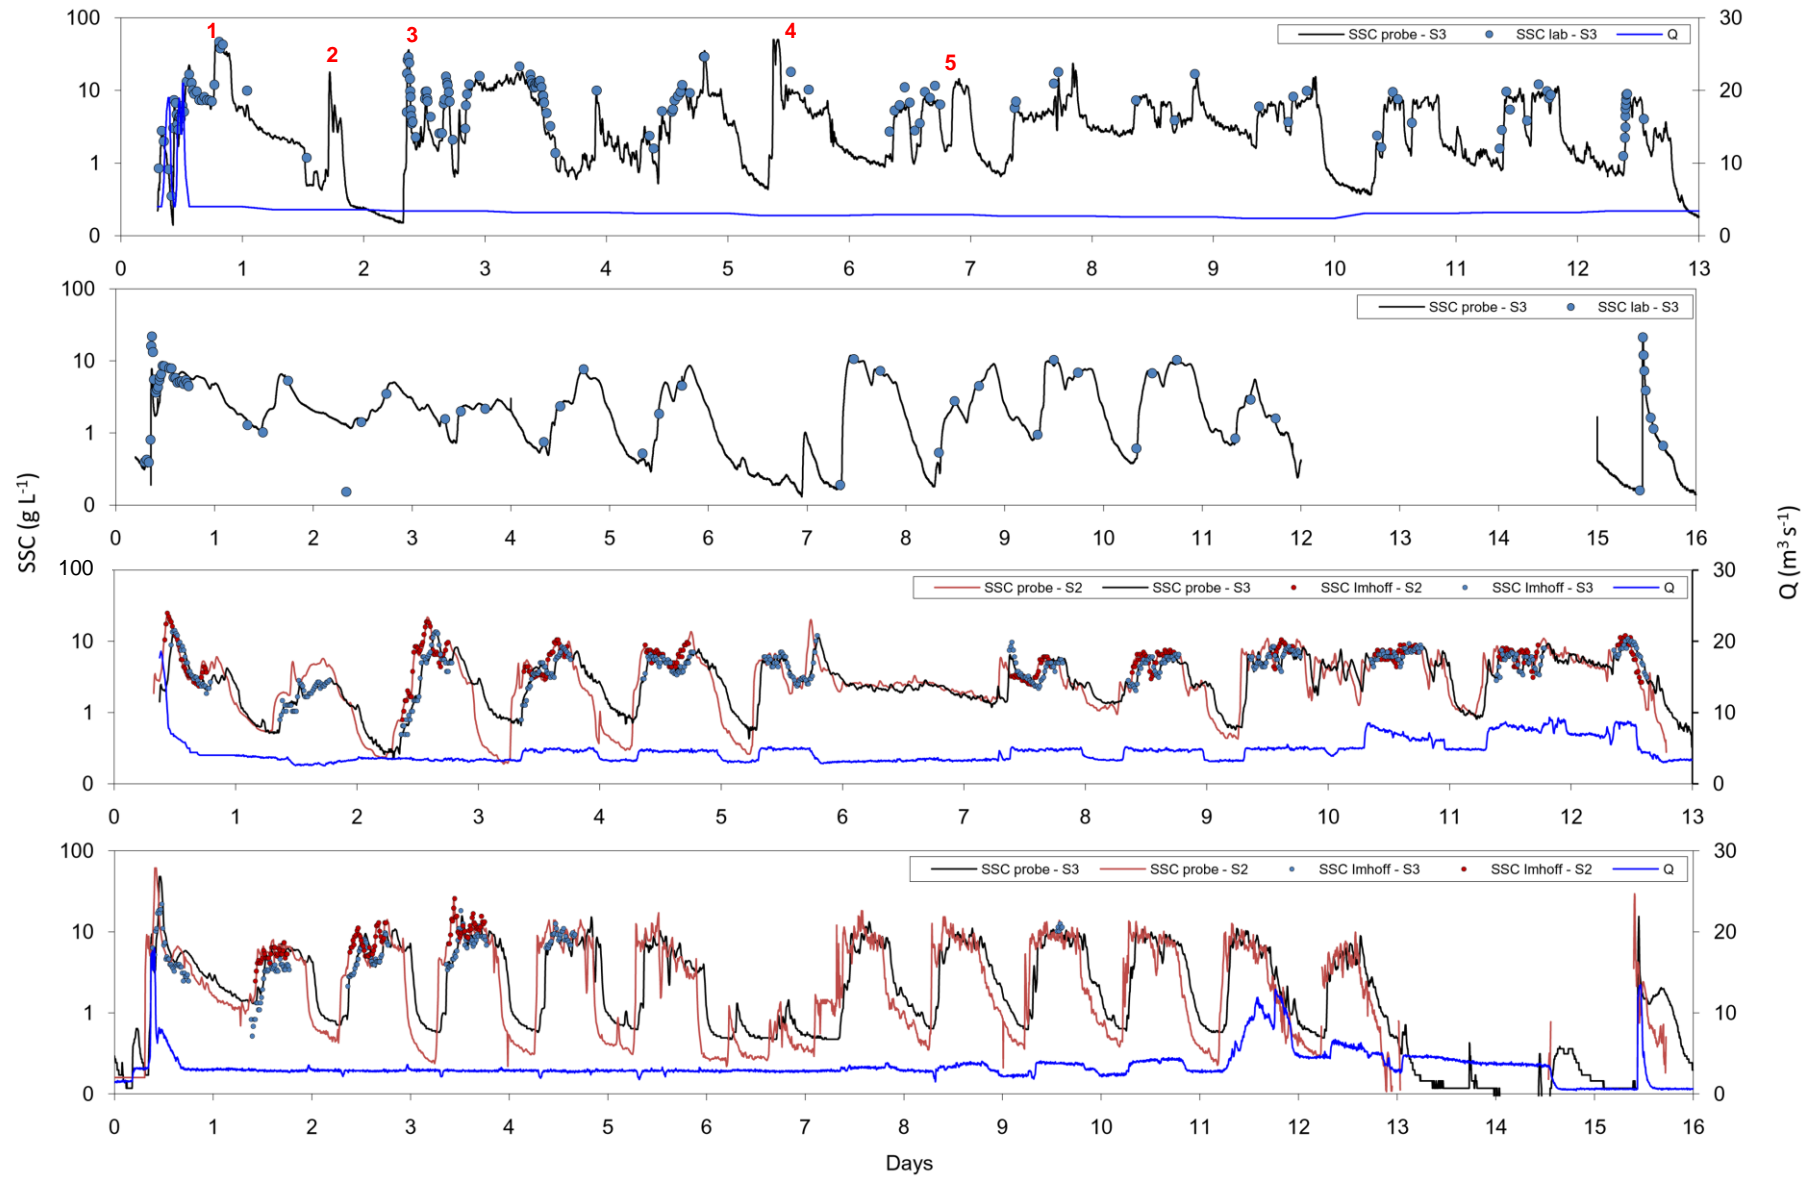 100 10 1 0
30 20 10 0
1 2 3 4 5
SSC probe - S3 SSC lab - S3 Q
0 1 2 3 4 5 6 7 8 9 10 11 12 13
100 10 1 0
SSC probe - S3 SSC lab - S3
0 1 2 3 4 5 6 7 8 9 10 11 12 13 14 15 16
SSC (g L⁻¹)
Q (m³ s⁻¹)
100 10 1 0
30 20 10 0
SSC probe - S2 SSC probe - S3 SSC Imhoff - S2 SSC Imhoff - S3 Q
0 1 2 3 4 5 6 7 8 9 10 11 12 13
100 10 1 0
30 20 10 0
SSC probe - S3 SSC probe - S2 SSC Imhoff - S3 SSC Imhoff - S2 Q
0 1 2 3 4 5 6 7 8 9 10 11 12 13 14 15 16
Days